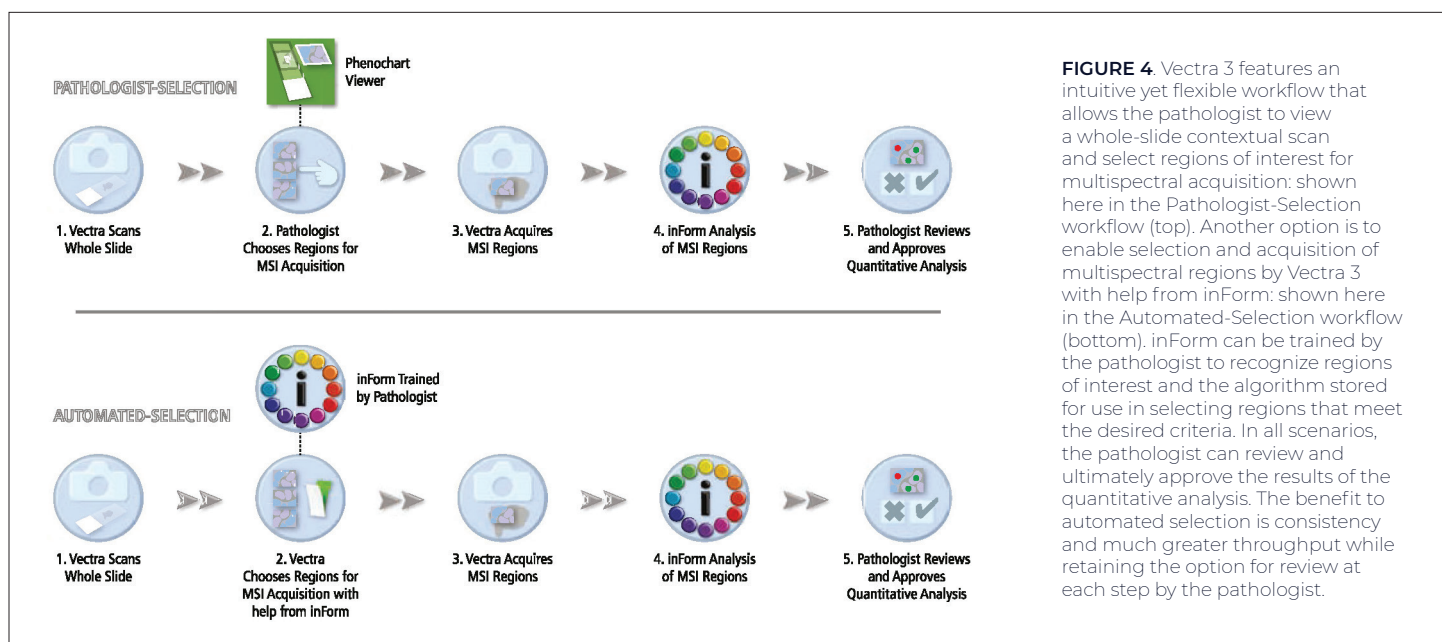 PATHOLOGIST-SELECTION
Phenochart
Viewer
1. Vectra Scans
Whole Slide
2. Pathologist
Chooses Regions for
MSI Acquisition
3. Vectra Acquires
MSI Regions
4. inForm Analysis
of MSI Regions
5. Pathologist Reviews
and Approves
Quantitative Analysis
AUTOMATED-SELECTION
inForm Trained
by Pathologist
1. Vectra Scans
Whole Slide
2. Vectra
Chooses Regions for
MSI Acquisition with
help from inForm
3. Vectra Acquires
MSI Regions
4. inForm Analysis
of MSI Regions
5. Pathologist Reviews
and Approves
Quantitative Analysis
FIGURE 4. Vectra 3 features an
intuitive yet flexible workflow that
allows the pathologist to view
a whole-slide contextual scan
and select regions of interest for
multispectral acquisition: shown
here in the Pathologist-Selection
workflow (top). Another option is to
enable selection and acquisition of
multispectral regions by Vectra 3
with help from inForm: shown here
in the Automated-Selection workflow
(bottom). inForm can be trained by
the pathologist to recognize regions
of interest and the algorithm stored
for use in selecting regions that meet
the desired criteria. In all scenarios,
the pathologist can review and
ultimately approve the results of the
quantitative analysis. The benefit to
automated selection is consistency
and much greater throughput while
retaining the option for review at
each step by the pathologist.